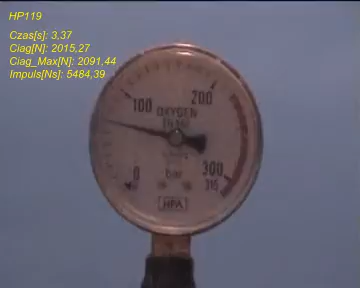 HP119
Czas[s]: 3,37
Ciag[N]: 2015,27
Ciag_Max[N]: 2091,44
Impuls[Ns]: 5484,39
100
200
OXYGEN
bar
0
300
315
HPA